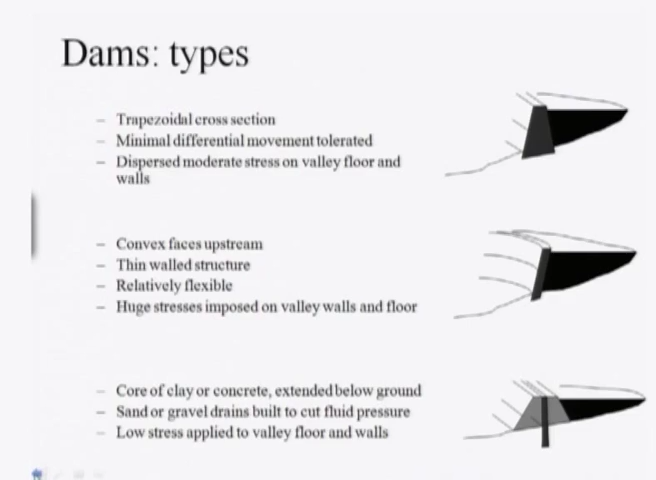 Dams: types
– Trapezoidal cross section
– Minimal differential movement tolerated
– Dispersed moderate stress on valley floor and
walls
– Convex faces upstream
– Thin walled structure
– Relatively flexible
– Huge stresses imposed on valley walls and floor
– Core of clay or concrete, extended below ground
– Sand or gravel drains built to cut fluid pressure
– Low stress applied to valley floor and walls